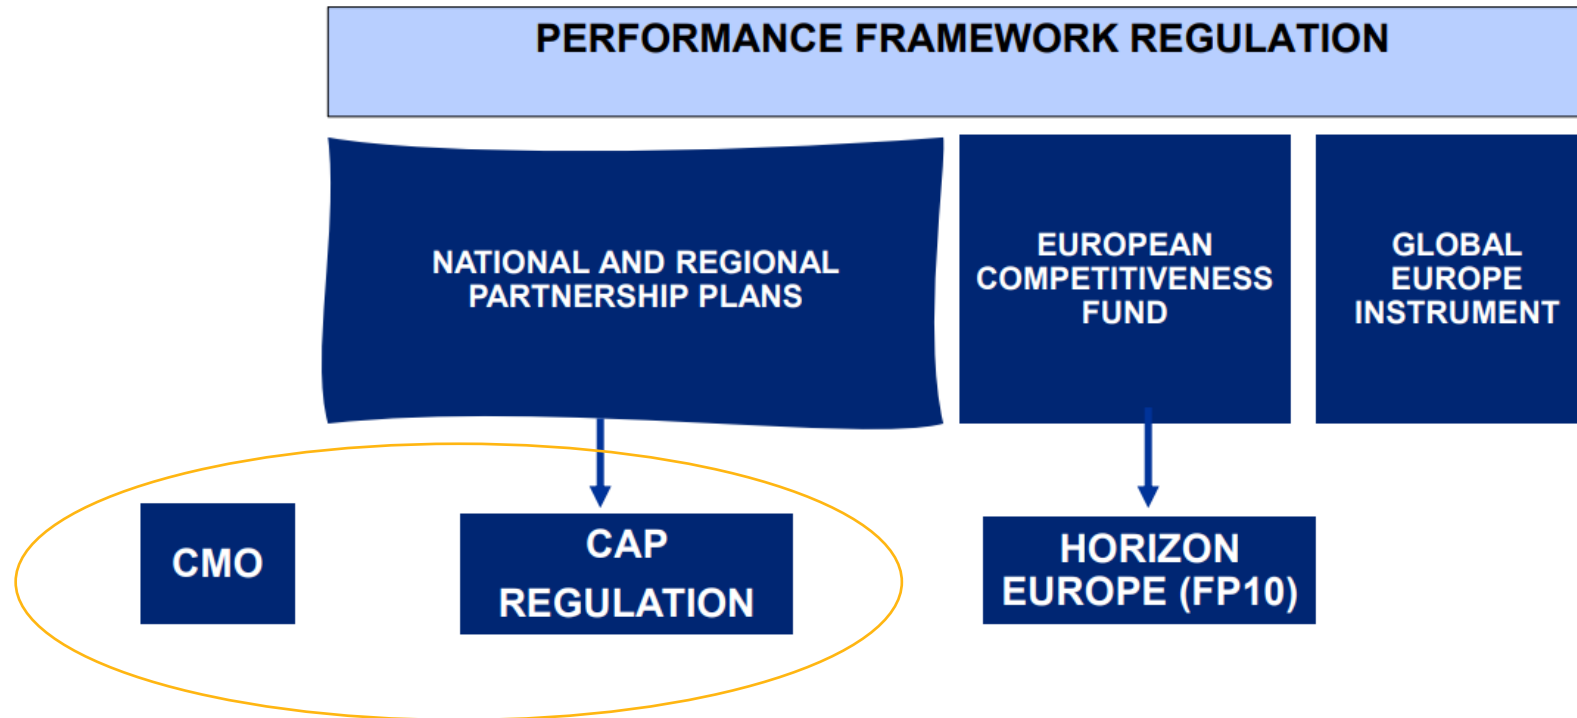 PERFORMANCE FRAMEWORK REGULATION
NATIONAL AND REGIONAL
PARTNERSHIP PLANS
EUROPEAN
COMPETITIVENESS
FUND
GLOBAL
EUROPE
INSTRUMENT
CMO
CAP
REGULATION
HORIZON
EUROPE (FP10)